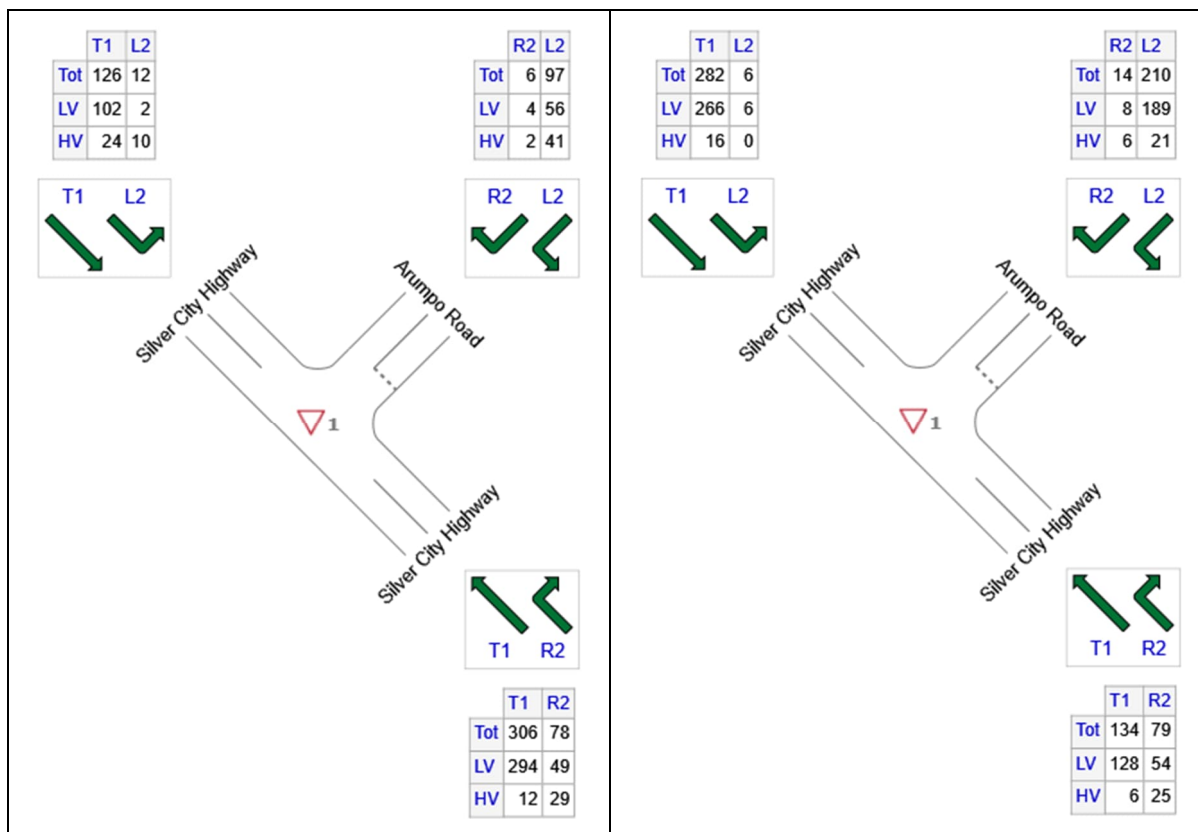 T1 L2
Tot 126 12
LV 102 2
HV 24 10
R2 L2
Tot 6 97
LV 4 56
HV 2 41
T1 L2
R2 L2
Silver City Highway
Arumpo Road
1
Silver City Highway
T1 R2
T1 R2
Tot 306 78
LV 294 49
HV 12 29
T1 L2
Tot 282 6
LV 266 6
HV 16 0
R2 L2
Tot 14 210
LV 8 189
HV 6 21
T1 L2
R2 L2
Silver City Highway
Arumpo Road
1
Silver City Highway
T1 R2
T1 R2
Tot 134 79
LV 128 54
HV 6 25